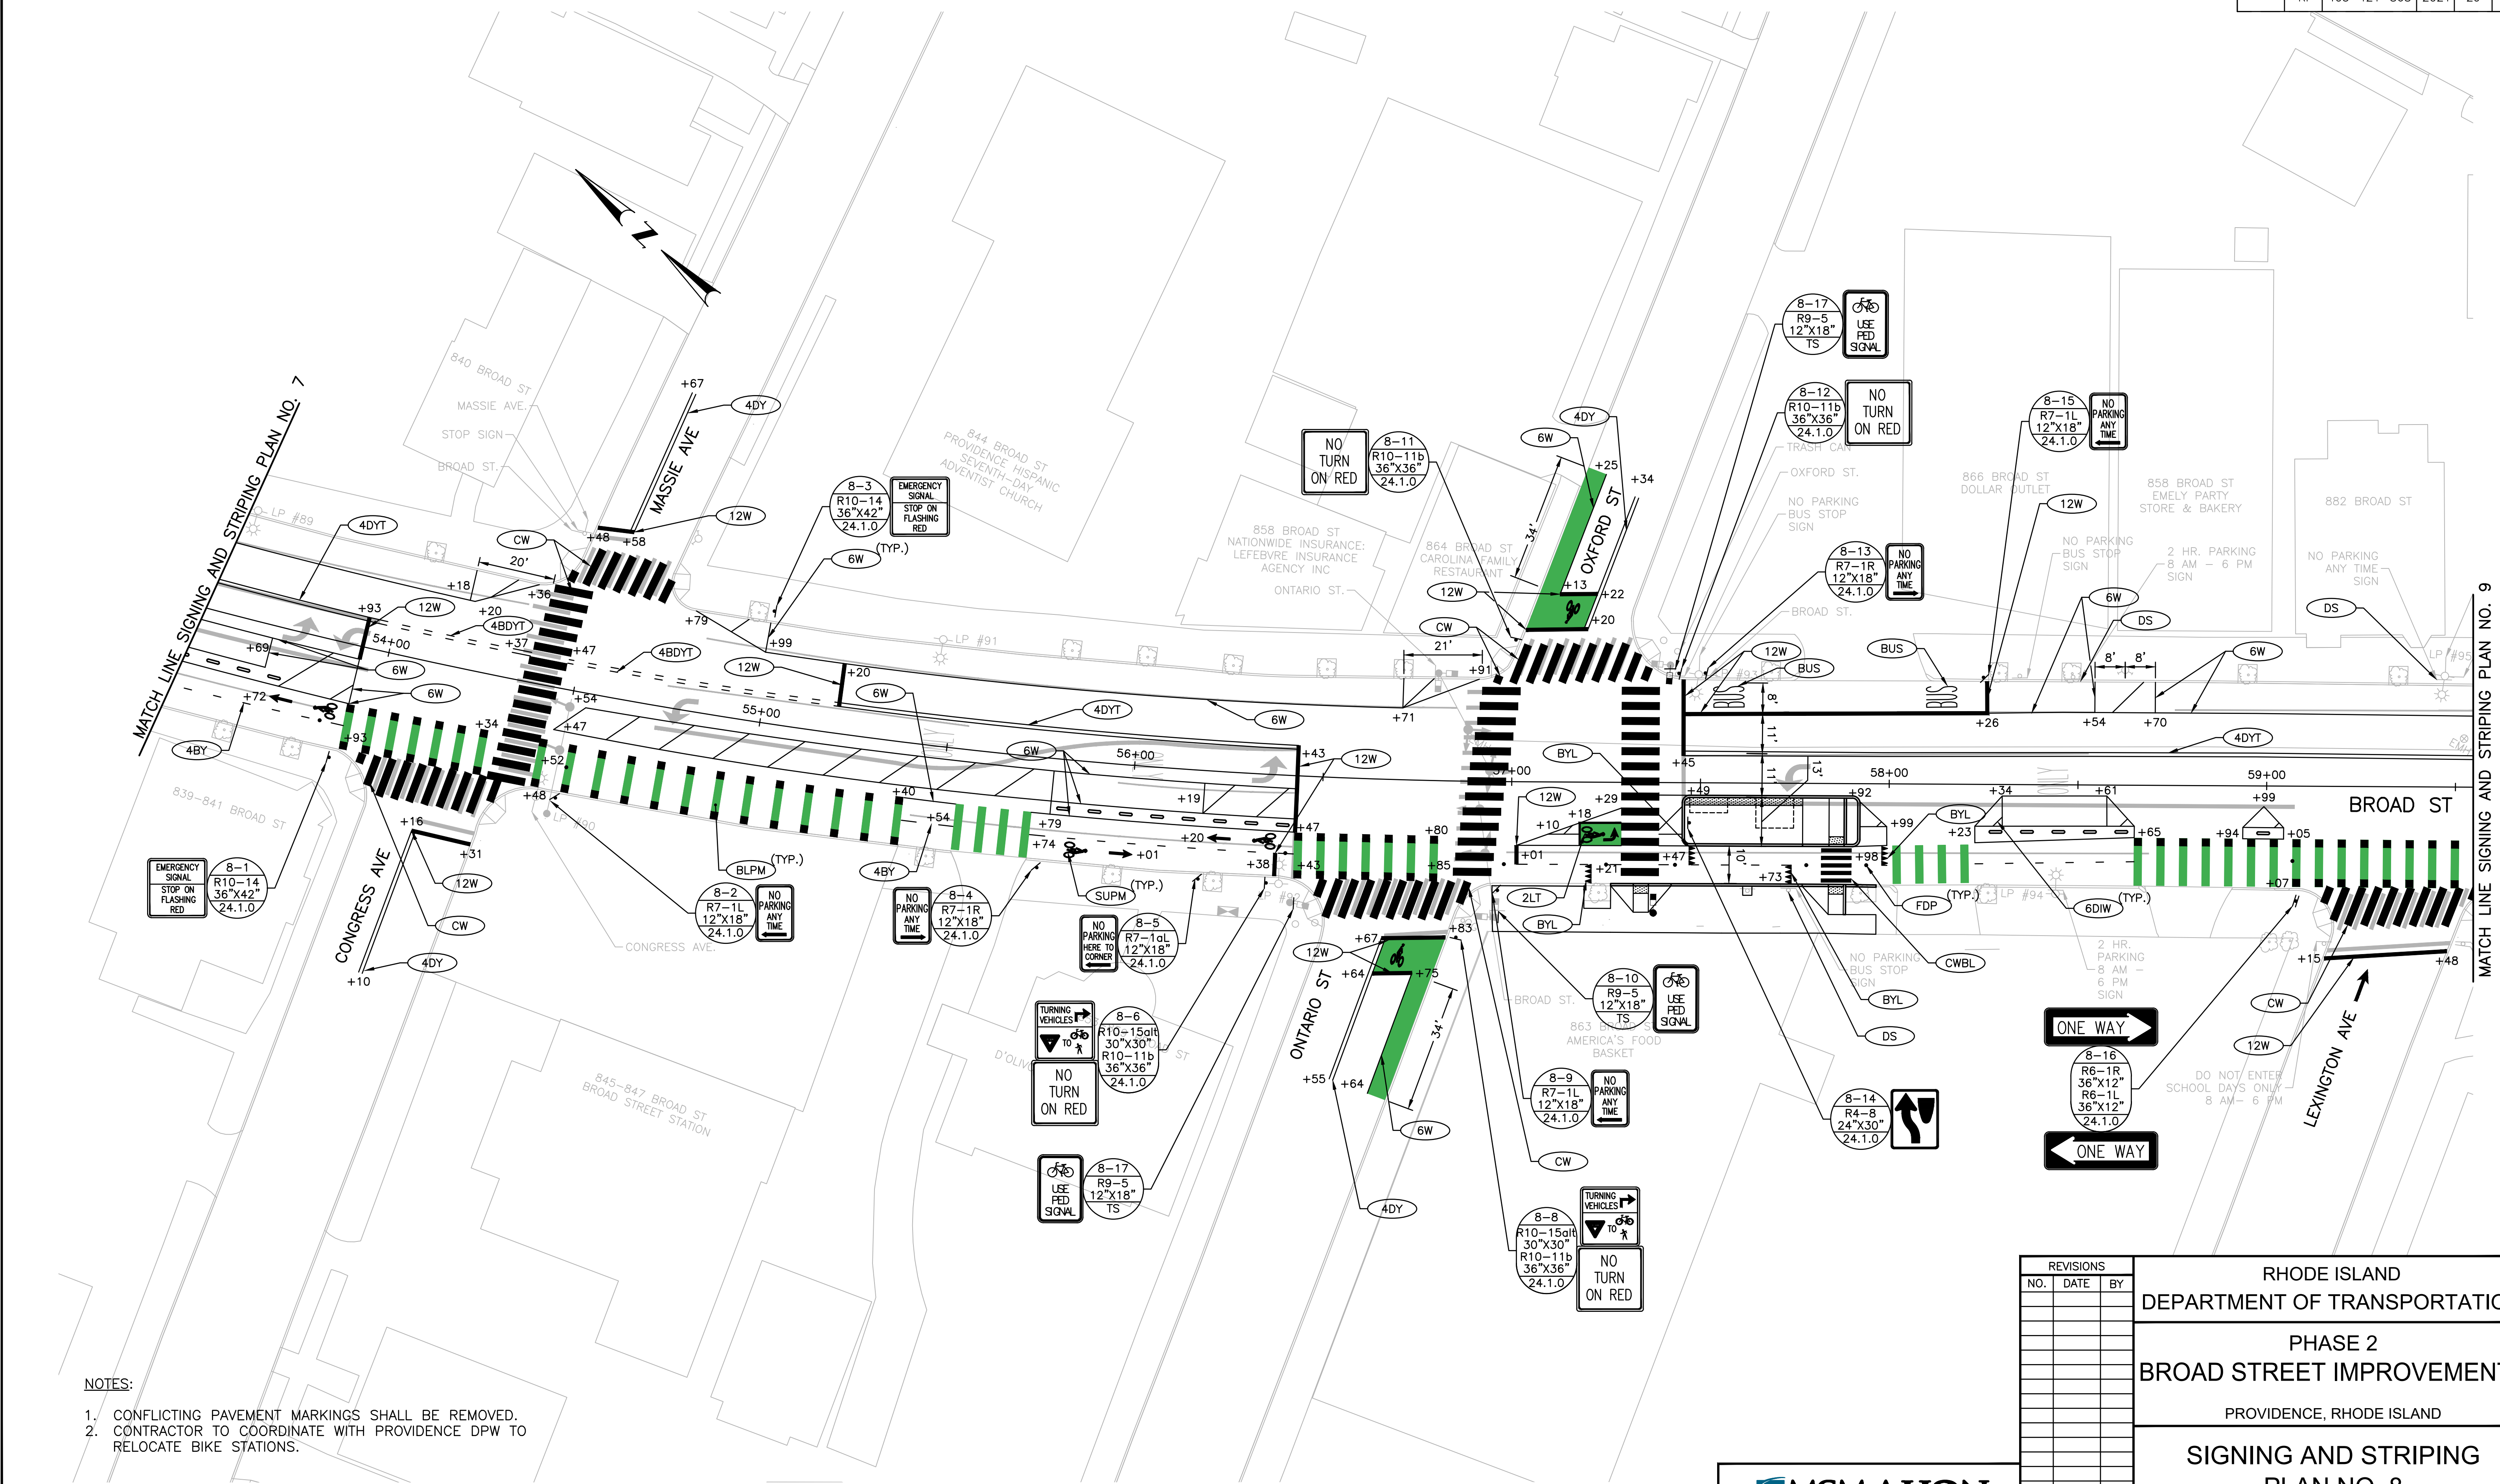 RI
2021
MATCH LINE SIGNING AND STRIPING PLAN NO. 7
840 BROAD ST
MASSIE AVE.
STOP SIGN
BROAD ST.
LP #89
4DYT
20'
CW
+67
4DY
MASSIE AVE
12W
+48
+58
+18
+36
+93
12W
+20
4BDYT
54+00
+37
+47
+69
6W
6W
+72
4BY
+93
+34
+54
+47
+52
+48
LP #90
839-841 BROAD ST
EMERGENCY
SIGNAL
STOP ON
FLASHING
RED
8-1
R10-14
36"X42"
24.1.0
+16
+31
12W
CW
CONGRESS AVE
4DY
+10
CONGRESS AVE.
8-2
R7-1L
12"X18"
24.1.0
NO
PARKING
ANY
TIME
BLPM
(TYP.)
8-3
R10-14
36"X42"
24.1.0
EMERGENCY
SIGNAL
STOP ON
FLASHING
RED
6W
(TYP.)
844 BROAD ST
PROVIDENCE HISPANIC
SEVENTH-DAY
ADVENTIST CHURCH
+79
+99
LP #91
4BDYT
12W
+20
6W
55+00
4DYT
6W
6W
56+00
+43
12W
+19
+40
+54
+79
+74
+20
+01
+47
+38
+43
+80
+85
4BY
NO
PARKING
ANY
TIME
8-4
R7-1R
12"X18"
24.1.0
SUPM
(TYP.)
NO
PARKING
HERE TO
CORNER
8-5
R7-1aL
12"X18"
24.1.0
TURNING
VEHICLES
TO
NO
TURN
ON RED
8-6
R10-15alt
30"X30"
R10-11b
36"X36"
24.1.0
USE
PED
SIGNAL
8-17
R9-5
12"X18"
TS
845-847 BROAD ST
BROAD STREET STATION
NO
TURN
ON RED
8-11
R10-11b
36"X36"
24.1.0
858 BROAD ST
NATIONWIDE INSURANCE:
LEFEBVRE INSURANCE
AGENCY INC
ONTARIO ST.
864 BROAD ST
CAROLINA FAMILY
RESTAURANT
6W
4DY
+25
+34
34'
OXFORD ST
+13
+22
+20
12W
CW
21'
+91
+71
8-17
R9-5
12"X18"
TS
USE
PED
SIGNAL
8-12
R10-11b
36"X36"
24.1.0
NO
TURN
ON RED
TRASH CAN
OXFORD ST.
NO PARKING
BUS STOP
SIGN
8-13
R7-1R
12"X18"
24.1.0
NO
PARKING
ANY
TIME
BROAD ST.
12W
BUS
BUS
8'
11'
11'
13'
8-15
R7-1L
12"X18"
24.1.0
NO
PARKING
ANY
TIME
866 BROAD ST
DOLLAR OUTLET
12W
858 BROAD ST
EMELY PARTY
STORE & BAKERY
882 BROAD ST
NO PARKING
BUS STOP
SIGN
2 HR. PARKING
8 AM - 6 PM
SIGN
NO PARKING
ANY TIME
SIGN
6W
DS
8'
8'
6W
DS
LP #95
+26
+54
+70
4DYT
+45
57+00
58+00
59+00
BROAD ST
MATCH LINE SIGNING AND STRIPING PLAN NO. 9
BYL
12W
+29
+18
+10
+01
+21
+49
+92
+47
+73
+98
+99
10'
BYL
+23
+34
+61
+65
+94
+99
+05
+07
2LT
BYL
FDP
(TYP.)
LP #94
6DIW
(TYP.)
CWBL
BYL
DS
NO PARKING
BUS STOP
SIGN
2 HR.
PARKING
8 AM -
6 PM
SIGN
+83
+67
12W
+64
+75
34'
ONTARIO ST
+55
+64
6W
4DY
CW
BROAD ST.
8-10
R9-5
12"X18"
TS
USE
PED
SIGNAL
863 BROAD ST
AMERICA'S FOOD
BASKET
8-9
R7-1L
12"X18"
24.1.0
NO
PARKING
ANY
TIME
8-8
R10-15alt
30"X30"
R10-11b
36"X36"
24.1.0
TURNING
VEHICLES
TO
NO
TURN
ON RED
8-14
R4-8
24"X30"
24.1.0
ONE WAY
8-16
R6-1R
36"X12"
R6-1L
36"X12"
24.1.0
ONE WAY
+15
+48
CW
12W
LEXINGTON AVE
DO NOT ENTER
SCHOOL DAYS ONLY
8 AM- 6 PM
NOTES:
1. CONFLICTING PAVEMENT MARKINGS SHALL BE REMOVED.
2. CONTRACTOR TO COORDINATE WITH PROVIDENCE DPW TO
RELOCATE BIKE STATIONS.
REVISIONS
NO. DATE BY
RHODE ISLAND
DEPARTMENT OF TRANSPORTATIO
PHASE 2
BROAD STREET IMPROVEMENT
PROVIDENCE, RHODE ISLAND
SIGNING AND STRIPING
PLAN NO. 8
MCMAHON